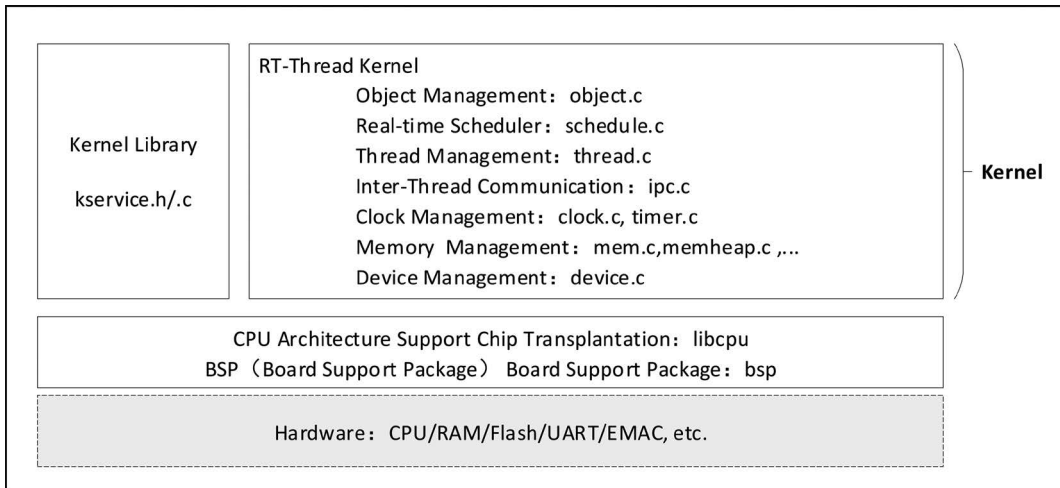 Kernel Library
kservice.h/.c
RT-Thread Kernel
Object Management：object.c
Real-time Scheduler：schedule.c
Thread Management：thread.c
Inter-Thread Communication：ipc.c
Clock Management：clock.c, timer.c
Memory Management：mem.c,memheap.c ,...
Device Management：device.c
Kernel
CPU Architecture Support Chip Transplantation：libcpu
BSP（Board Support Package） Board Support Package：bsp
Hardware：CPU/RAM/Flash/UART/EMAC, etc.